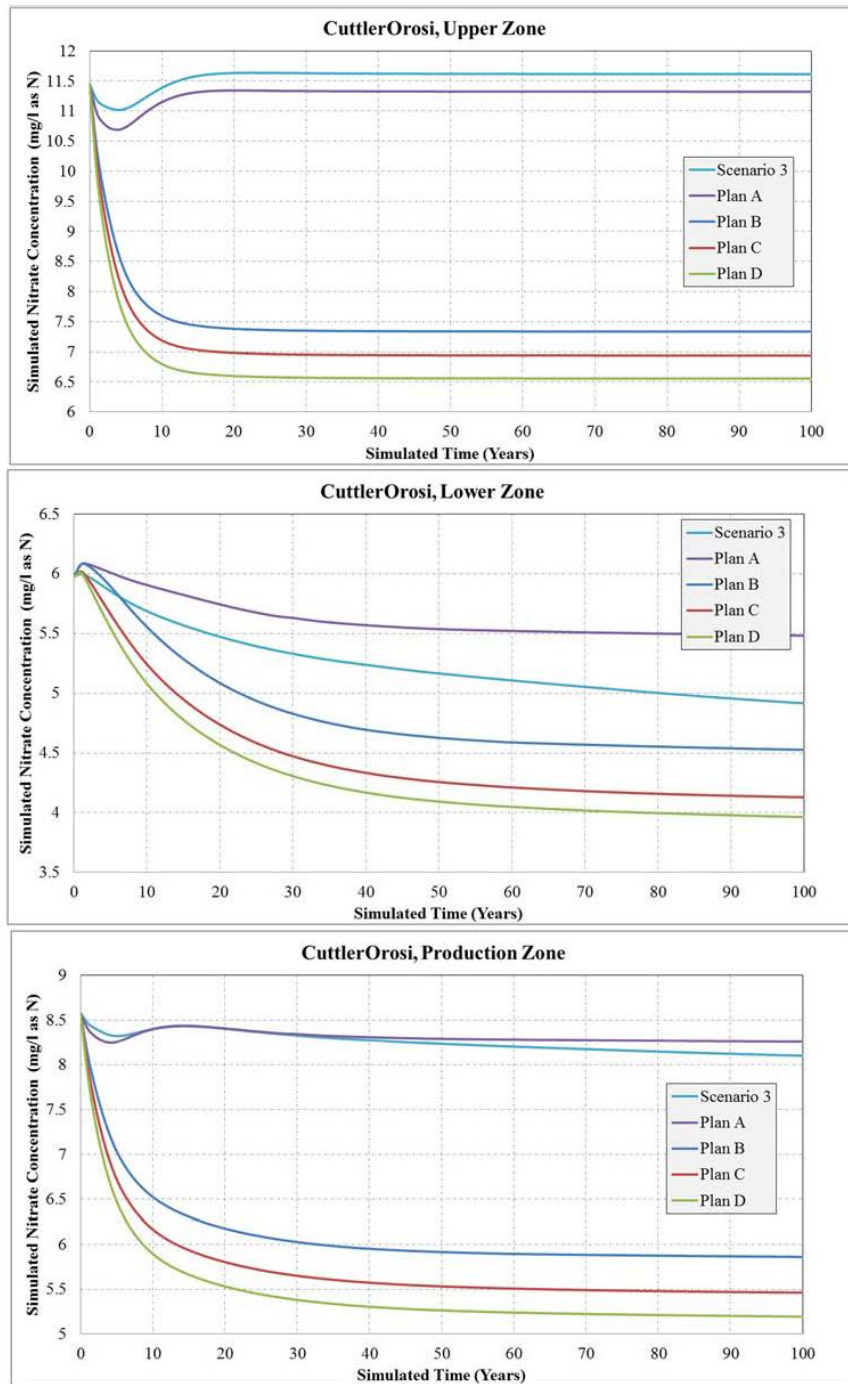 CuttlerOrosi, Upper Zone
Simulated Nitrate Concentration (mg/l as N)
12
11.5
11
10.5
10
9.5
9
8.5
8
7.5
7
6.5
6
Scenario 3
Plan A
Plan B
Plan C
Plan D
0 10 20 30 40 50 60 70 80 90 100
Simulated Time (Years)
CuttlerOrosi, Lower Zone
Simulated Nitrate Concentration (mg/l as N)
6.5
6
5.5
5
4.5
4
3.5
Scenario 3
Plan A
Plan B
Plan C
Plan D
0 10 20 30 40 50 60 70 80 90 100
Simulated Time (Years)
CuttlerOrosi, Production Zone
Simulated Nitrate Concentration (mg/l as N)
9
8.5
8
7.5
7
6.5
6
5.5
5
Scenario 3
Plan A
Plan B
Plan C
Plan D
0 10 20 30 40 50 60 70 80 90 100
Simulated Time (Years)